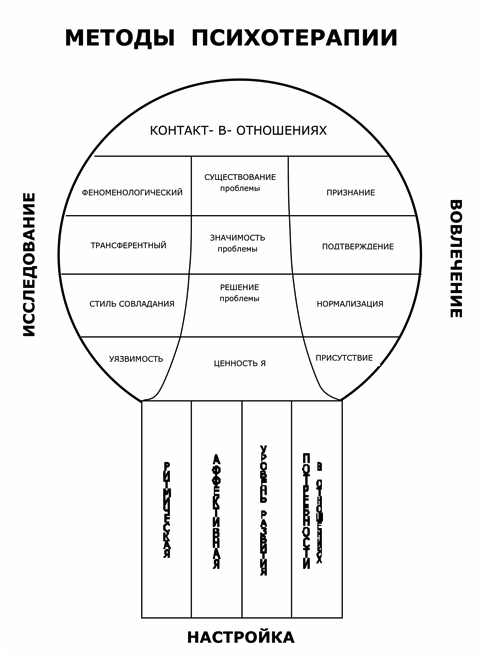 МЕТОДЫ ПСИХОТЕРАПИИ
КОНТАКТ- В- ОТНОШЕНИЯХ
ИССЛЕДОВАНИЕ
ВОВЛЕЧЕНИЕ
ФЕНОМЕНОЛОГИЧЕСКИЙ
СУЩЕСТВОВАНИЕ
проблемы
ПРИЗНАНИЕ
ТРАНСФЕРЕНТНЫЙ
ЗНАЧИМОСТЬ
проблемы
ПОДТВЕРЖДЕНИЕ
СТИЛЬ СОВЛАДАНИЯ
РЕШЕНИЕ
проблемы
НОРМАЛИЗАЦИЯ
УЯЗВИМОСТЬ
ЦЕННОСТЬ Я
ПРИСУТСТВИЕ
РИТМИЧЕСКАЯ
АФФЕКТИВНАЯ
УРОВЕНЬ РАЗВИТИЯ
ПОТРЕБНОСТИ
В ОТНОШЕНИЯХ
НАСТРОЙКА